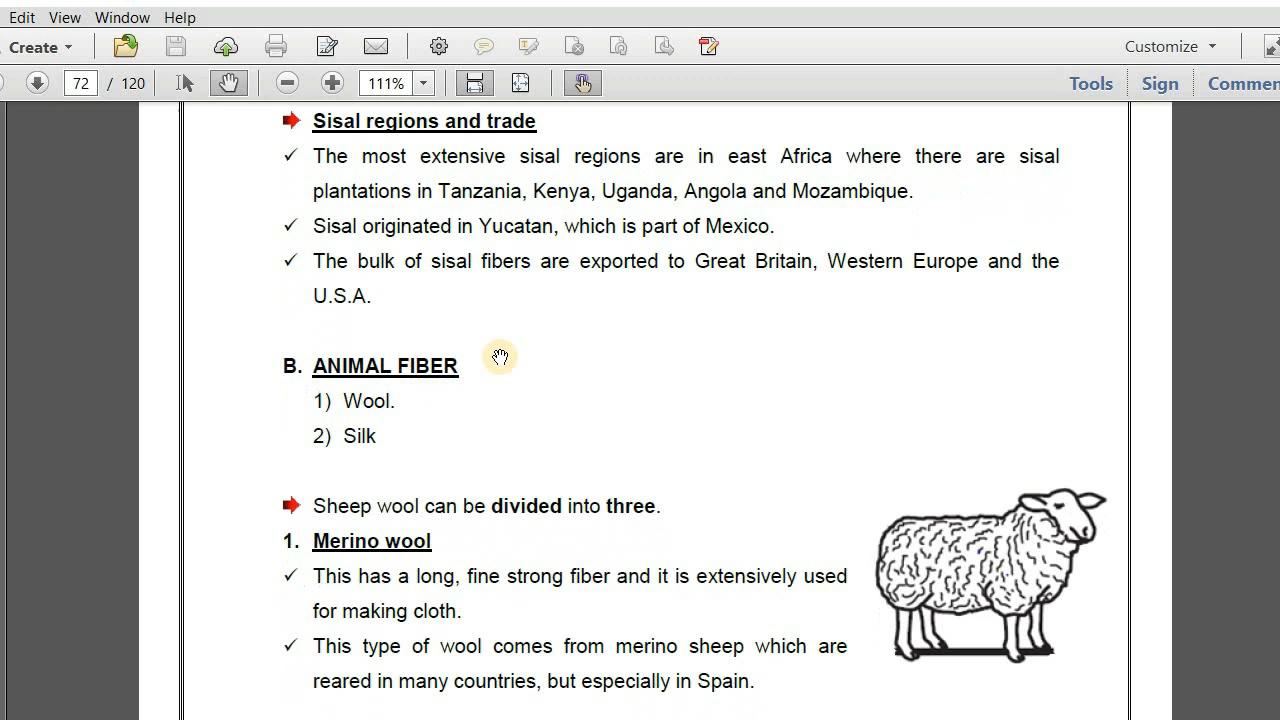 Edit View Window Help
Create Customize
72 / 120 111% Tools Sign Commen
Sisal regions and trade
✓ The most extensive sisal regions are in east Africa where there are sisal
plantations in Tanzania, Kenya, Uganda, Angola and Mozambique.
✓ Sisal originated in Yucatan, which is part of Mexico.
✓ The bulk of sisal fibers are exported to Great Britain, Western Europe and the
U.S.A.
B. ANIMAL FIBER
1) Wool.
2) Silk
Sheep wool can be divided into three.
1. Merino wool
✓ This has a long, fine strong fiber and it is extensively used
for making cloth.
✓ This type of wool comes from merino sheep which are
reared in many countries, but especially in Spain.